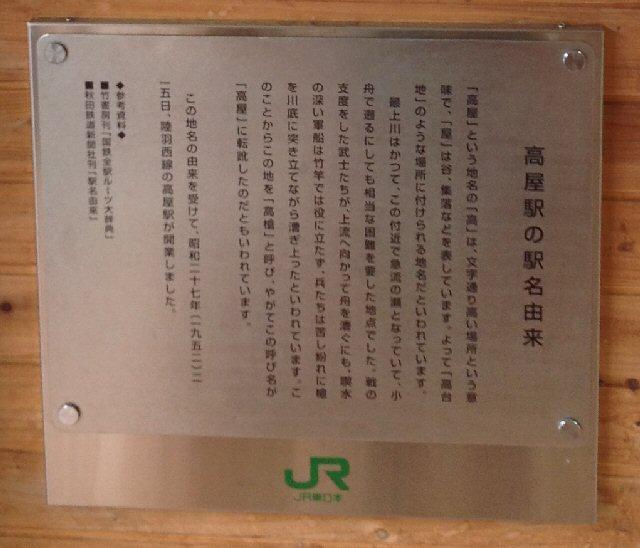 高屋駅の駅名由来
「高屋」という地名の「高」は、文字通り高い場所という意
味で、「屋」は谷、集落などを表しています。よって「高台
地」のような場所に付けられる地名だといわれています。
最上川はかつて、この付近で急流の瀬となっていて、小
舟で遡るにしても相当な困難を要した地点でした。戦の
支度をした武士たちが、上流へ向かって舟を漕ぐにも、喫水
の深い軍船は竹竿では役に立たず、兵たちは苦し紛れに槍
を川底に突き立てながら漕ぎ上ったといわれています。こ
のことからこの地を「高槍」と呼び、やがてこの呼び名が
「高屋」に転訛したのだともいわれています。
この地名の由来を受けて、昭和二十七年（一九五二）二
一五日、陸羽西線の高屋駅が開業しました。
◆参考資料◆
■竹書房刊「国鉄全駅ルーツ大辞典」
■秋田鉄道新聞社刊「駅名由来」
JR
JR東日本